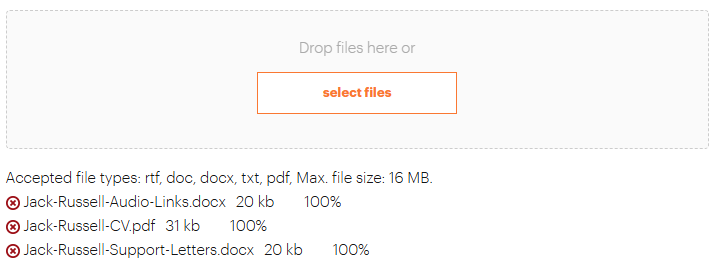 Drop files here or
select files
Accepted file types: rtf, doc, docx, txt, pdf, Max. file size: 16 MB.
Jack-Russell-Audio-Links.docx 20 kb 100%
Jack-Russell-CV.pdf 31 kb 100%
Jack-Russell-Support-Letters.docx 20 kb 100%